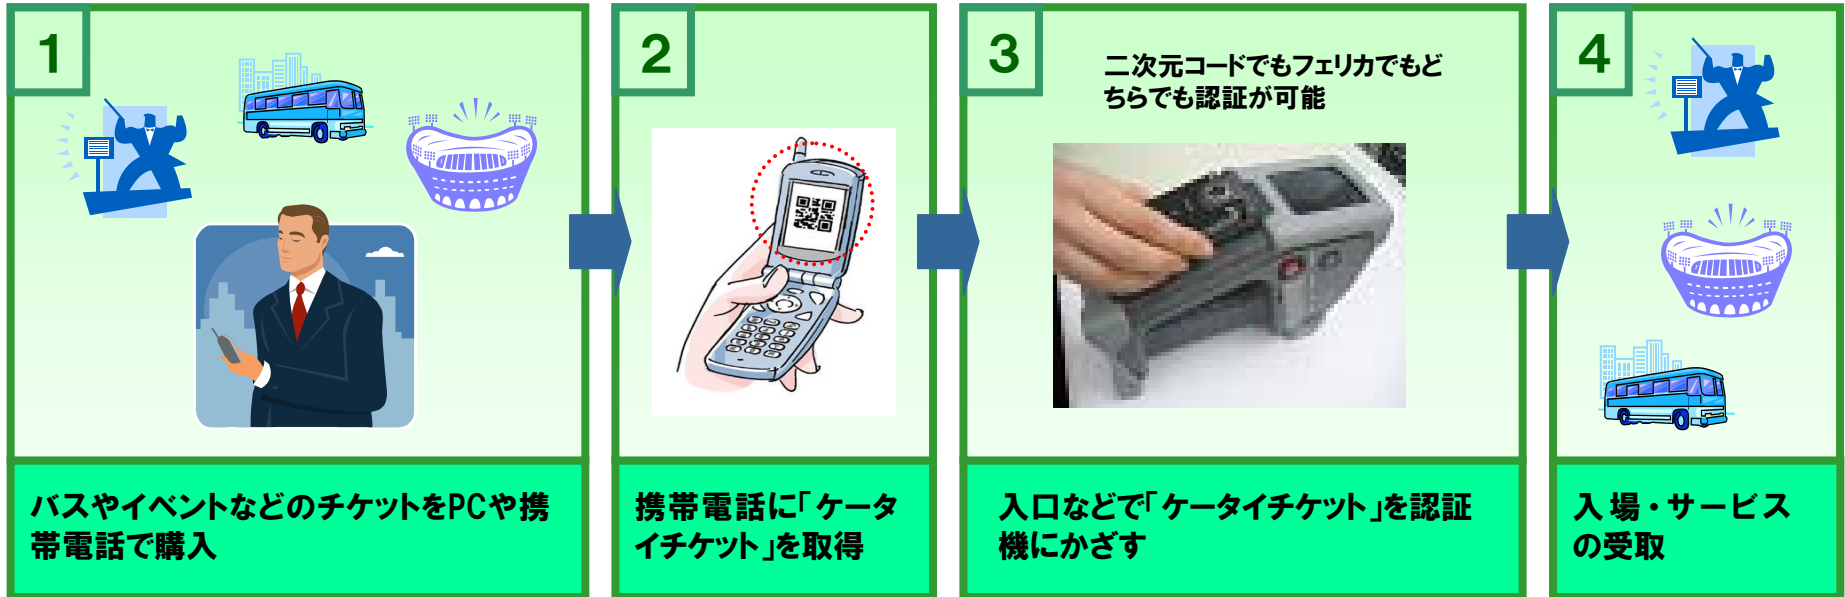 1
バスやイベントなどのチケットをPCや携
帯電話で購入
2
携帯電話に「ケータ
イチケット」を取得
3
二次元コードでもフェリカでもど
ちらでも認証が可能
入口などで「ケータイチケット」を認証
機にかざす
4
入場・サービス
の受取